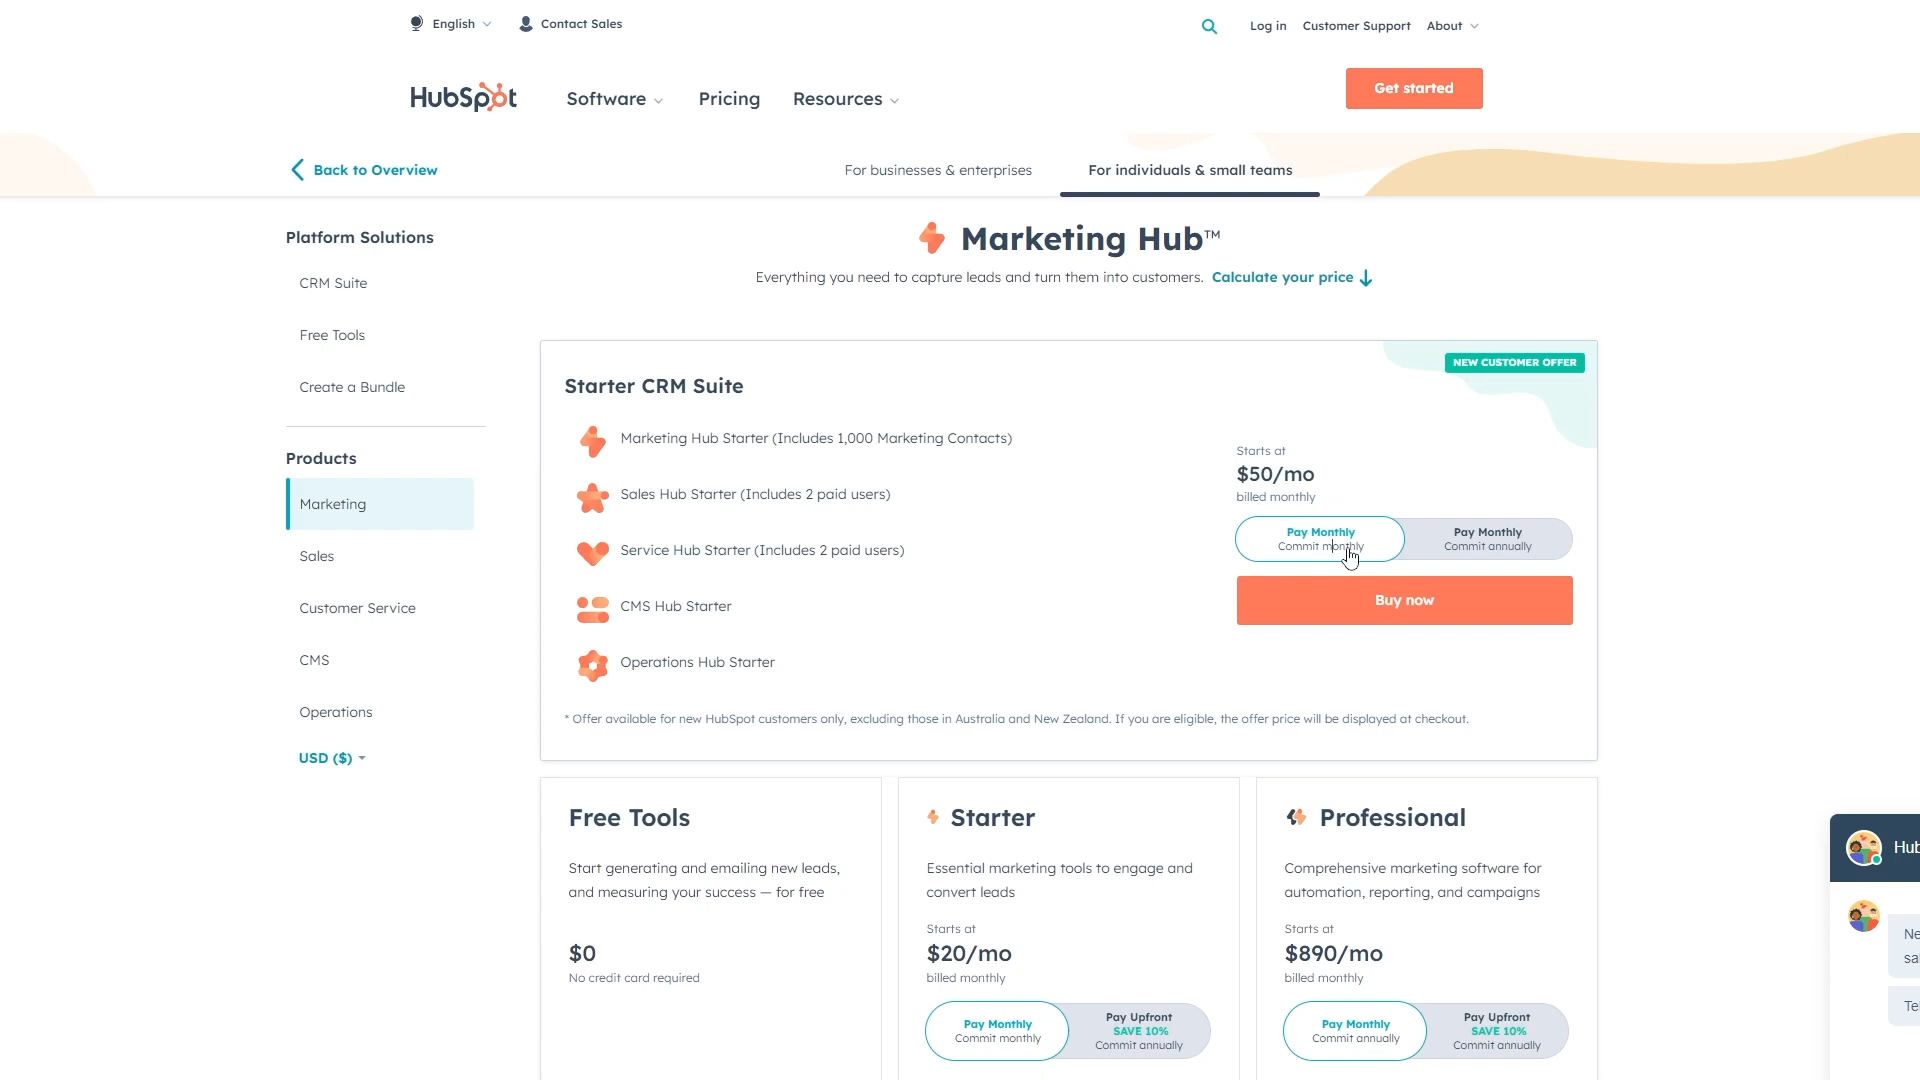 English
Contact Sales
Log in
Customer Support
About
HubSpot
Software
Pricing
Resources
Get started
Back to Overview
For businesses & enterprises
For individuals & small teams
Platform Solutions
CRM Suite
Free Tools
Create a Bundle
Products
Marketing
Sales
Customer Service
CMS
Operations
USD ($)
Marketing Hub™
Everything you need to capture leads and turn them into customers. Calculate your price
NEW CUSTOMER OFFER
Starter CRM Suite
Marketing Hub Starter (Includes 1,000 Marketing Contacts)
Sales Hub Starter (Includes 2 paid users)
Service Hub Starter (Includes 2 paid users)
CMS Hub Starter
Operations Hub Starter
Starts at
$50/mo
billed monthly
Pay Monthly
Commit monthly
Pay Monthly
Commit annually
Buy now
* Offer available for new HubSpot customers only, excluding those in Australia and New Zealand. If you are eligible, the offer price will be displayed at checkout.
Free Tools
Start generating and emailing new leads,
and measuring your success — for free
$0
No credit card required
Starter
Essential marketing tools to engage and
convert leads
Starts at
$20/mo
billed monthly
Pay Monthly
Commit monthly
Pay Upfront
SAVE 10%
Commit annually
Professional
Comprehensive marketing software for
automation, reporting, and campaigns
Starts at
$890/mo
billed monthly
Pay Monthly
Commit annually
Pay Upfront
SAVE 10%
Commit annually